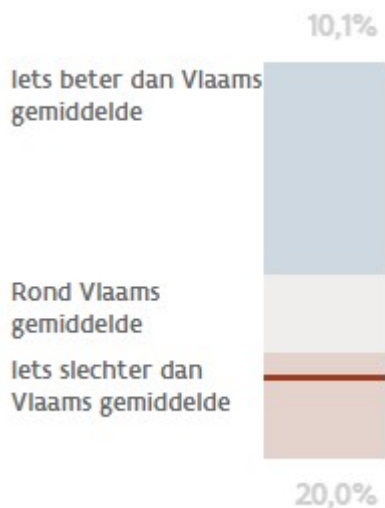 10,1%
Iets beter dan Vlaams
gemiddelde
Rond Vlaams
gemiddelde
Iets slechter dan
Vlaams gemiddelde
20,0%